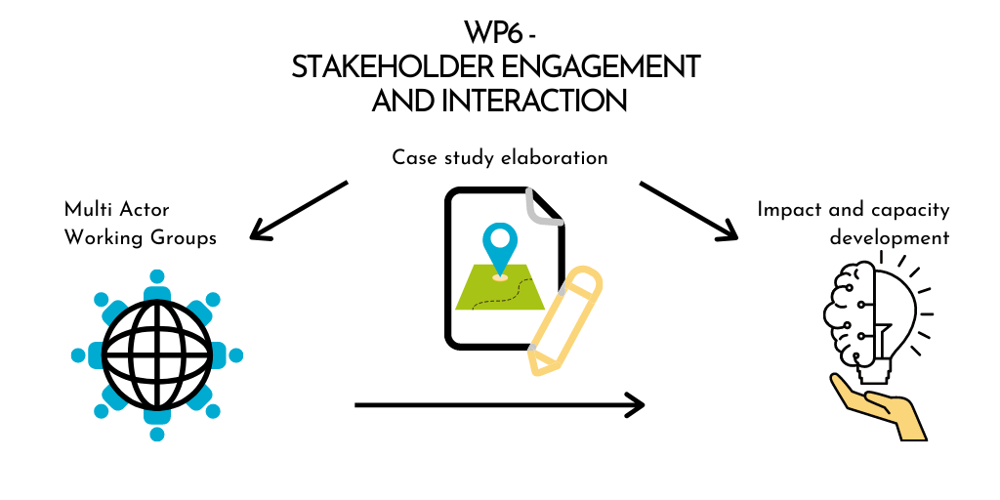 WP6 -
STAKEHOLDER ENGAGEMENT
AND INTERACTION
Case study elaboration
Multi Actor
Working Groups
Impact and capacity
development